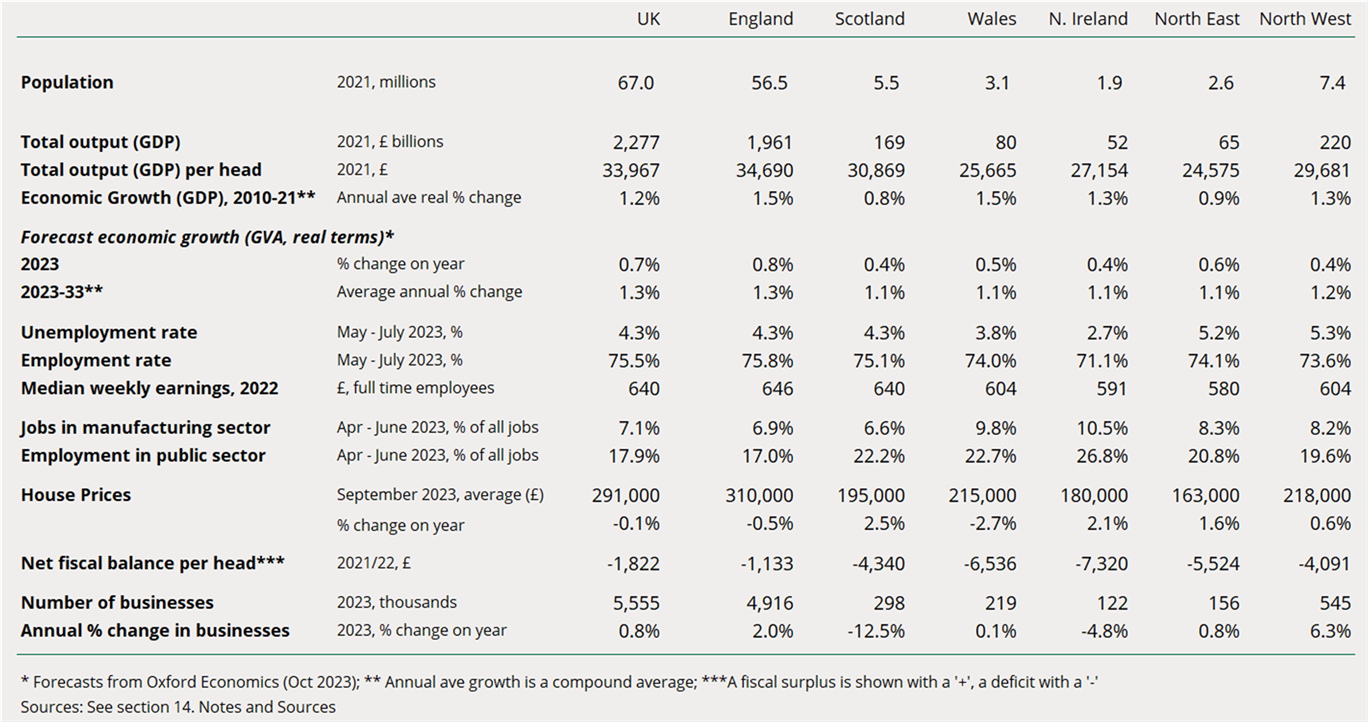 UK England Scotland Wales N. Ireland North East North West
Population 2021, millions 67.0 56.5 5.5 3.1 1.9 2.6 7.4
Total output (GDP) 2021, £ billions 2,277 1,961 169 80 52 65 220
Total output (GDP) per head 2021, £ 33,967 34,690 30,869 25,665 27,154 24,575 29,681
Economic Growth (GDP), 2010-21** Annual ave real % change 1.2% 1.5% 0.8% 1.5% 1.3% 0.9% 1.3%
Forecast economic growth (GVA, real terms)*
2023 % change on year 0.7% 0.8% 0.4% 0.5% 0.4% 0.6% 0.4%
2023-33** Average annual % change 1.3% 1.3% 1.1% 1.1% 1.1% 1.1% 1.2%
Unemployment rate May - July 2023, % 4.3% 4.3% 4.3% 3.8% 2.7% 5.2% 5.3%
Employment rate May - July 2023, % 75.5% 75.8% 75.1% 74.0% 71.1% 74.1% 73.6%
Median weekly earnings, 2022 £, full time employees 640 646 640 604 591 580 604
Jobs in manufacturing sector Apr - June 2023, % of all jobs 7.1% 6.9% 6.6% 9.8% 10.5% 8.3% 8.2%
Employment in public sector Apr - June 2023, % of all jobs 17.9% 17.0% 22.2% 22.7% 26.8% 20.8% 19.6%
House Prices September 2023, average (£) 291,000 310,000 195,000 215,000 180,000 163,000 218,000
% change on year -0.1% -0.5% 2.5% -2.7% 2.1% 1.6% 0.6%
Net fiscal balance per head*** 2021/22, £ -1,822 -1,133 -4,340 -6,536 -7,320 -5,524 -4,091
Number of businesses 2023, thousands 5,555 4,916 298 219 122 156 545
Annual % change in businesses 2023, % change on year 0.8% 2.0% -12.5% 0.1% -4.8% 0.8% 6.3%
* Forecasts from Oxford Economics (Oct 2023); ** Annual ave growth is a compound average; ***A fiscal surplus is shown with a '+', a deficit with a '-'
Sources: See section 14. Notes and Sources